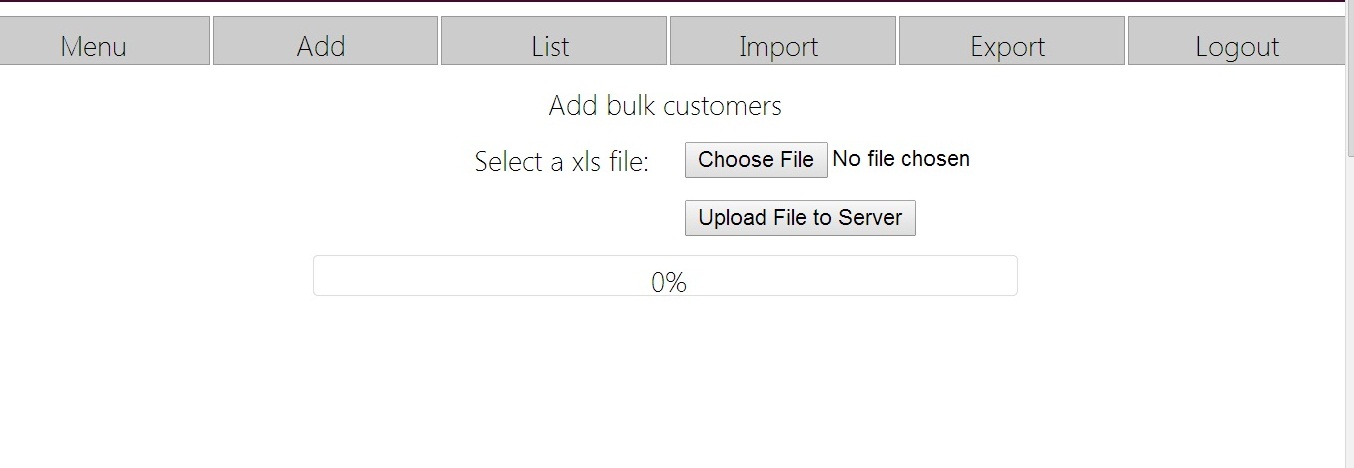 Menu Add List Import Export Logout
Add bulk customers
Select a xls file: Choose File No file chosen
Upload File to Server
0%